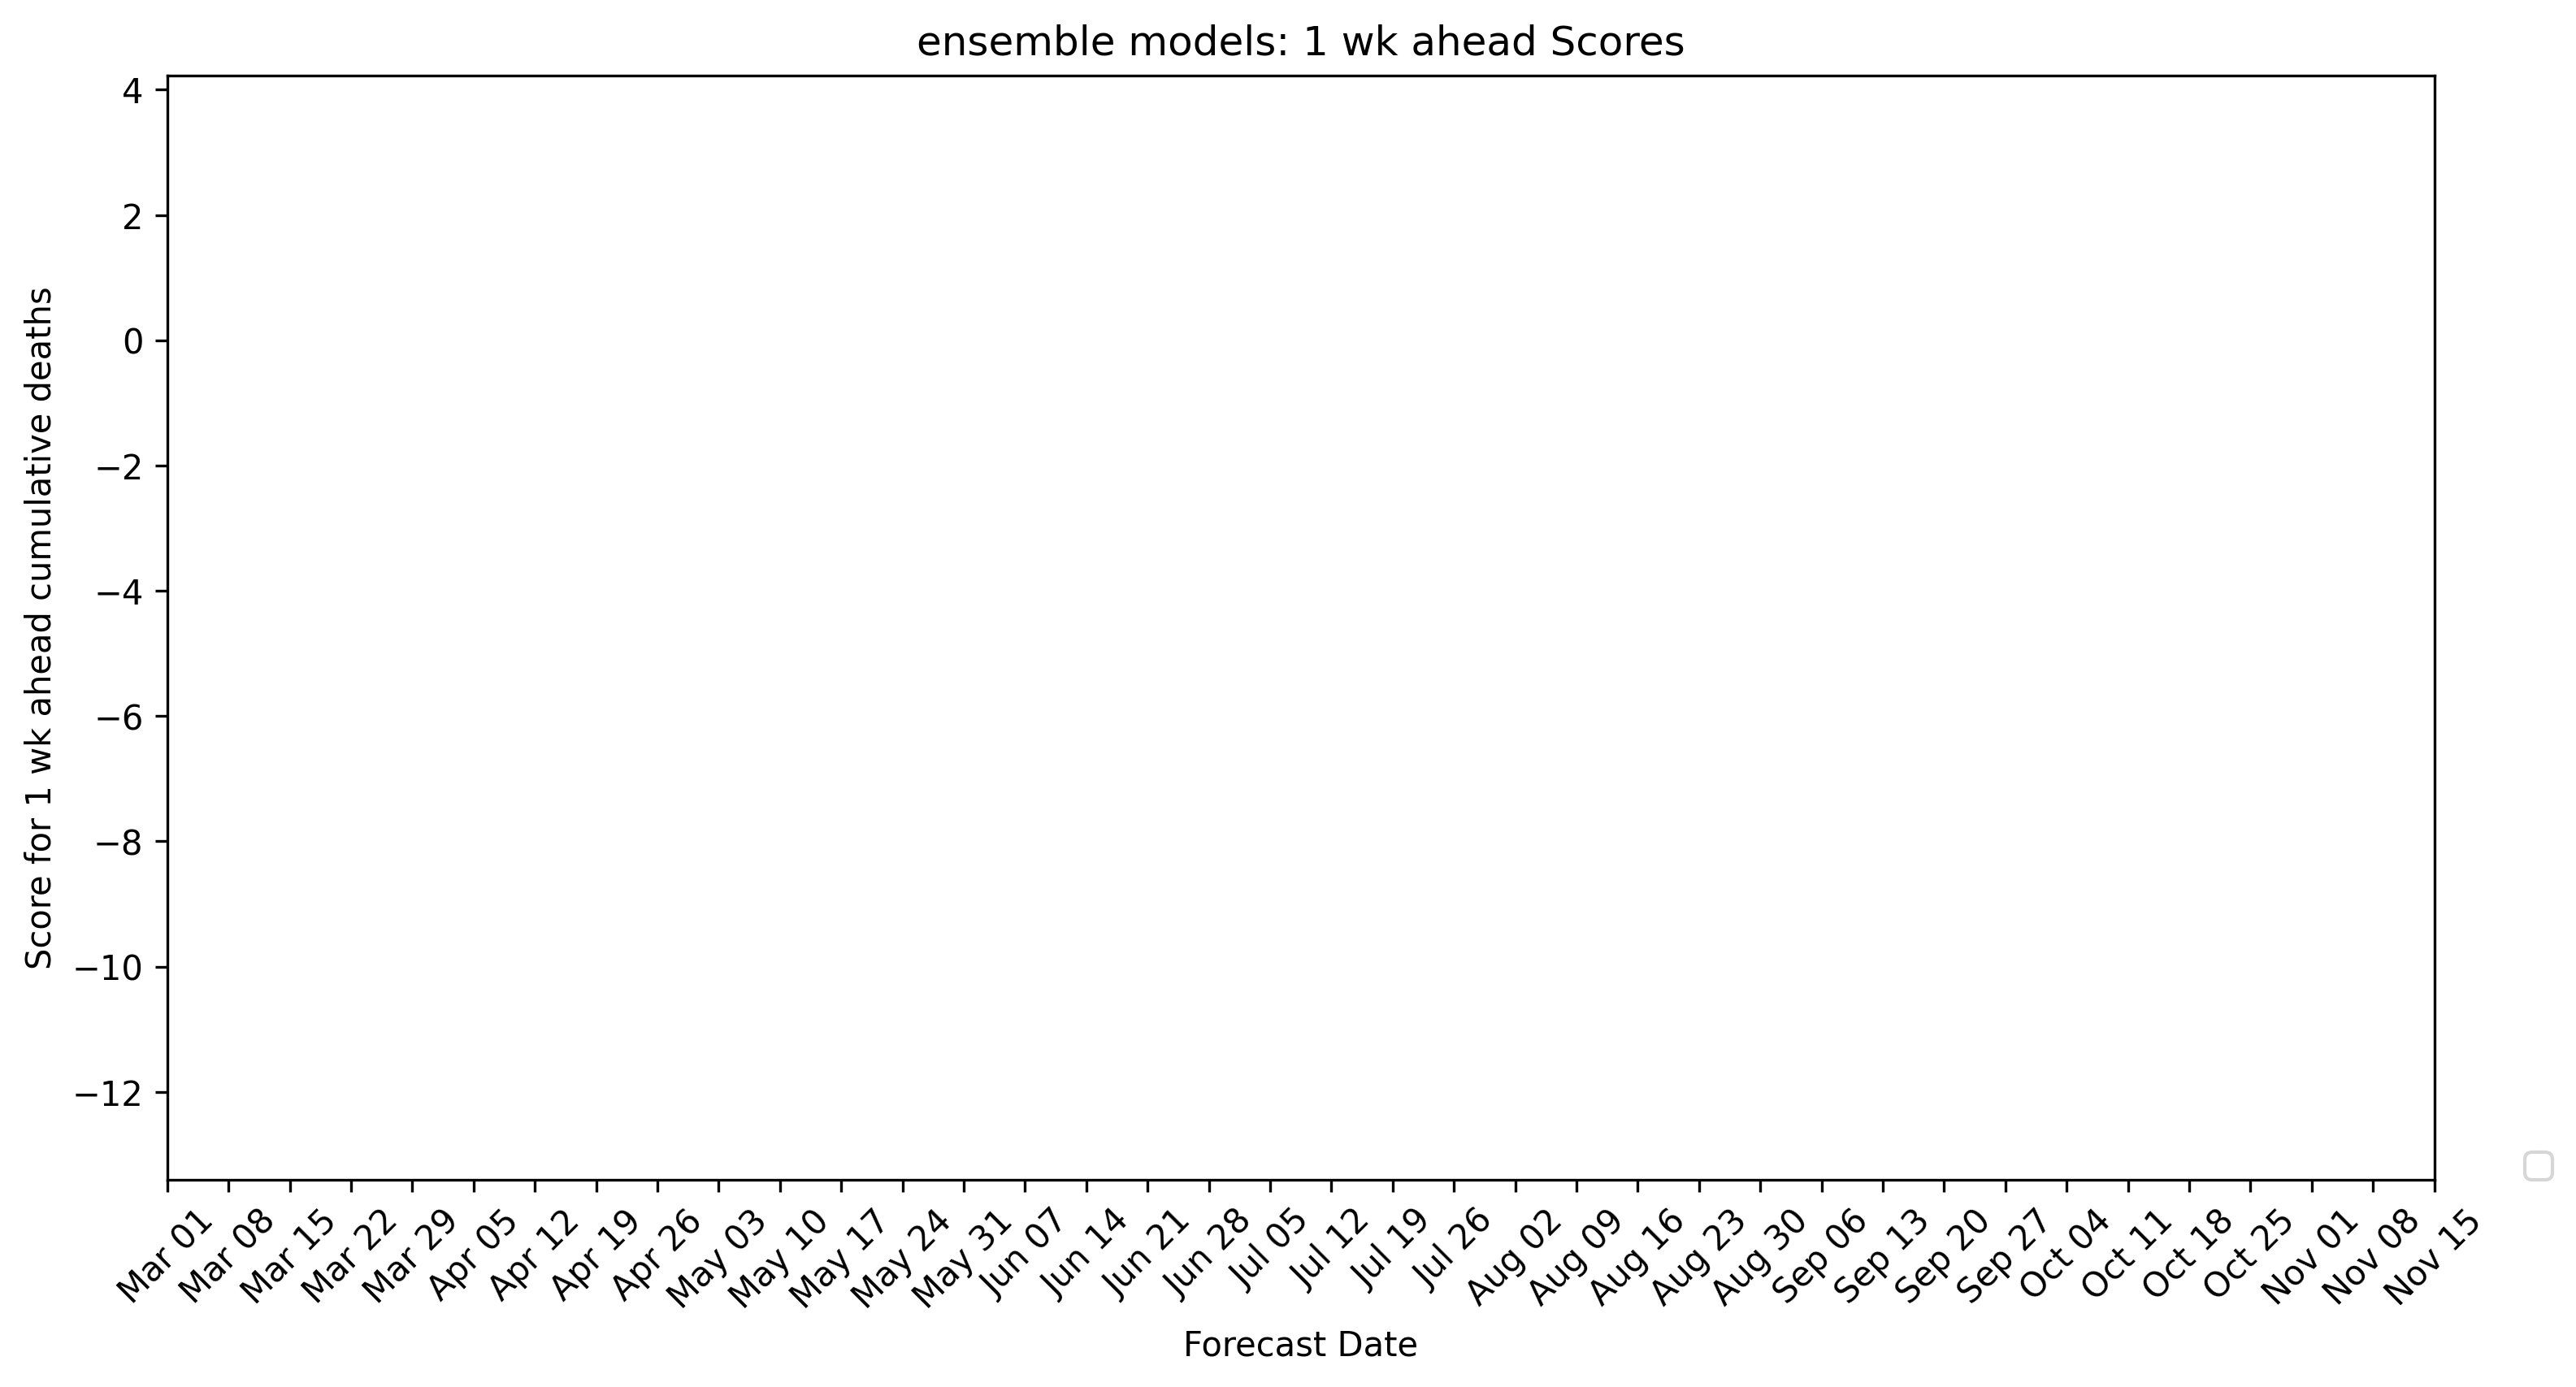 ensemble models: 1 wk ahead Scores
Score for 1 wk ahead cumulative deaths
4
2
0
−2
−4
−6
−8
−10
−12
Mar 01
Mar 08
Mar 15
Mar 22
Mar 29
Apr 05
Apr 12
Apr 19
Apr 26
May 03
May 10
May 17
May 24
May 31
Jun 07
Jun 14
Jun 21
Jun 28
Jul 05
Jul 12
Jul 19
Jul 26
Aug 02
Aug 09
Aug 16
Aug 23
Aug 30
Sep 06
Sep 13
Sep 20
Sep 27
Oct 04
Oct 11
Oct 18
Oct 25
Nov 01
Nov 08
Nov 15
Forecast Date